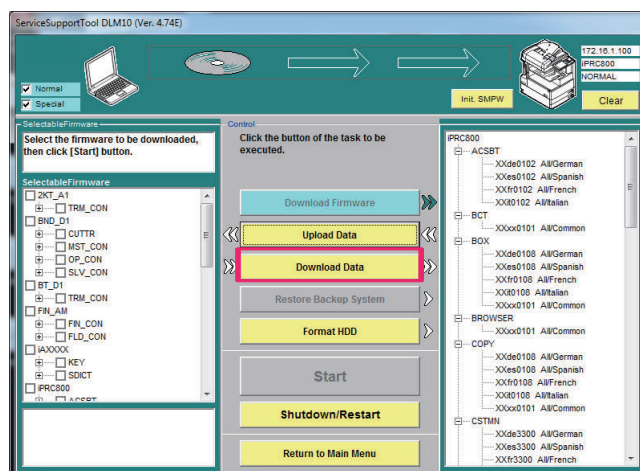 ServiceSupportTool DLM10 (Ver. 4.74E)
Normal
Special
Init. SMPW
172.16.1.100
iPRC800
NORMAL
Clear
SelectableFirmware
Select the firmware to be downloaded,
then click [Start] button.
SelectableFirmware
2KT_A1
TRM_CON
BND_D1
CUTTR
MST_CON
OP_CON
SLV_CON
BT_D1
TRM_CON
FIN_AM
FIN_CON
FLD_CON
iAXXXX
KEY
SDICT
iPRC800
ACSBT
Control
Click the button of the task to be
executed.
Download Firmware
Upload Data
Download Data
Restore Backup System
Format HDD
Start
Shutdown/Restart
Return to Main Menu
iPRC800
ACSBT
XXde0102 All/German
XXes0102 All/Spanish
XXfr0102 All/French
XXit0102 All/Italian
BCT
XXxx0101 All/Common
BOX
XXde0108 All/German
XXes0108 All/Spanish
XXfr0108 All/French
XXit0108 All/Italian
XXxx0101 All/Common
BROWSER
XXxx0101 All/Common
COPY
XXde0108 All/German
XXes0108 All/Spanish
XXfr0108 All/French
XXit0108 All/Italian
XXxx0101 All/Common
CSTMN
XXde3300 All/German
XXes3300 All/Spanish
XXfr3300 All/French